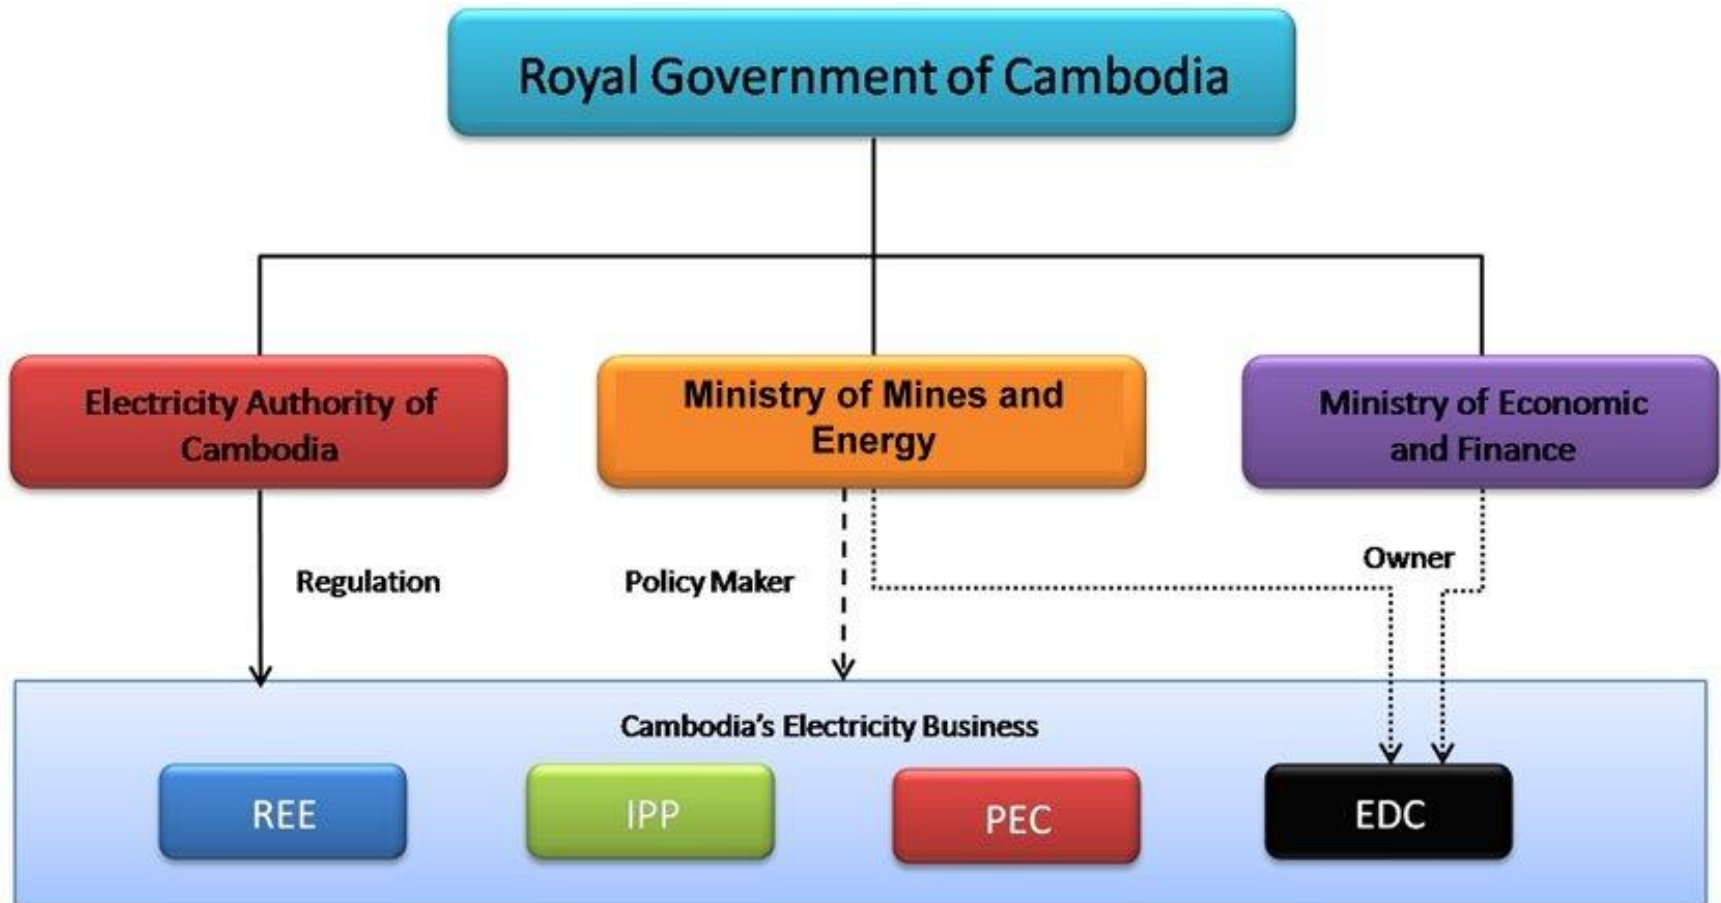 Royal Government of Cambodia
Electricity Authority of
Cambodia
Ministry of Mines and
Energy
Ministry of Economic
and Finance
Regulation
Policy Maker
Owner
Cambodia's Electricity Business
REE
IPP
PEC
EDC